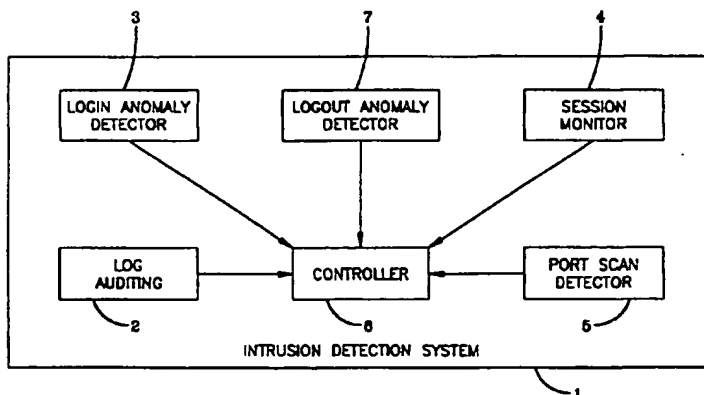 3
7
4
LOGIN ANOMALY
DETECTOR
LOGOUT ANOMALY
DETECTOR
SESSION
MONITOR
LOG
AUDITING
CONTROLLER
PORT SCAN
DETECTOR
2
6
5
INTRUSION DETECTION SYSTEM
1